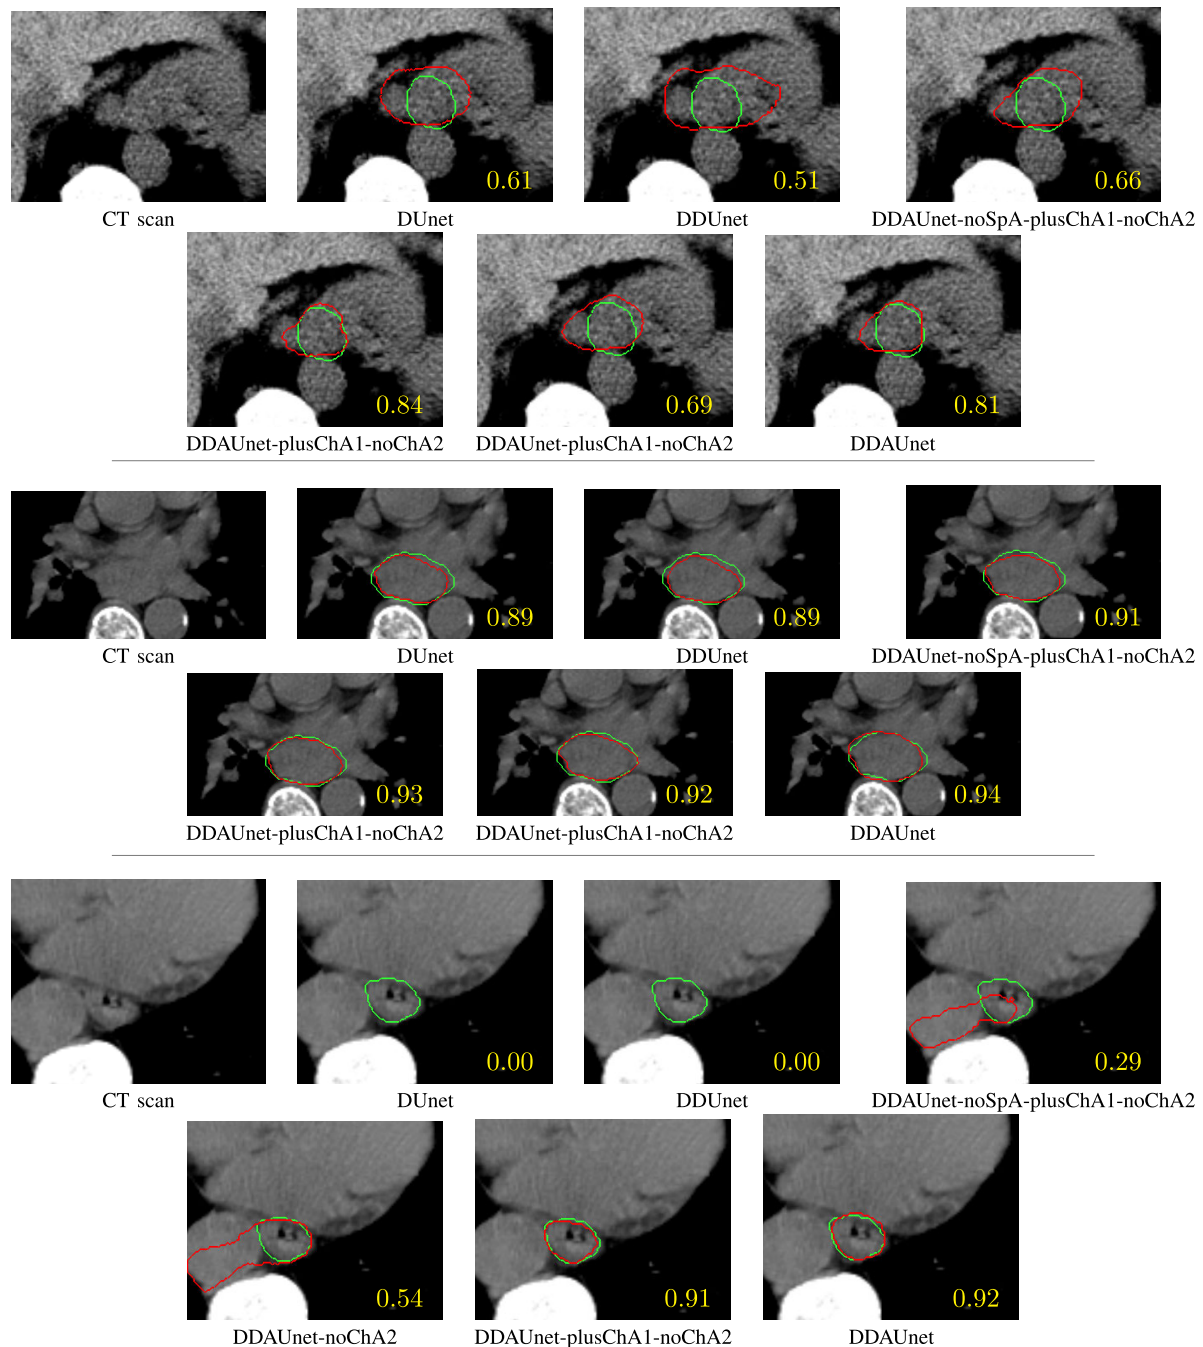 0.61 0.51 0.66
CT scan DUnet DDUnet DDAUnet-noSpA-plusChA1-noChA2
0.84 0.69 0.81
DDAUnet-plusChA1-noChA2 DDAUnet-plusChA1-noChA2 DDAUnet
0.89 0.89 0.91
CT scan DUnet DDUnet DDAUnet-noSpA-plusChA1-noChA2
0.93 0.92 0.94
DDAUnet-plusChA1-noChA2 DDAUnet-plusChA1-noChA2 DDAUnet
0.00 0.00 0.29
CT scan DUnet DDUnet DDAUnet-noSpA-plusChA1-noChA2
0.54 0.91 0.92
DDAUnet-noChA2 DDAUnet-plusChA1-noChA2 DDAUnet